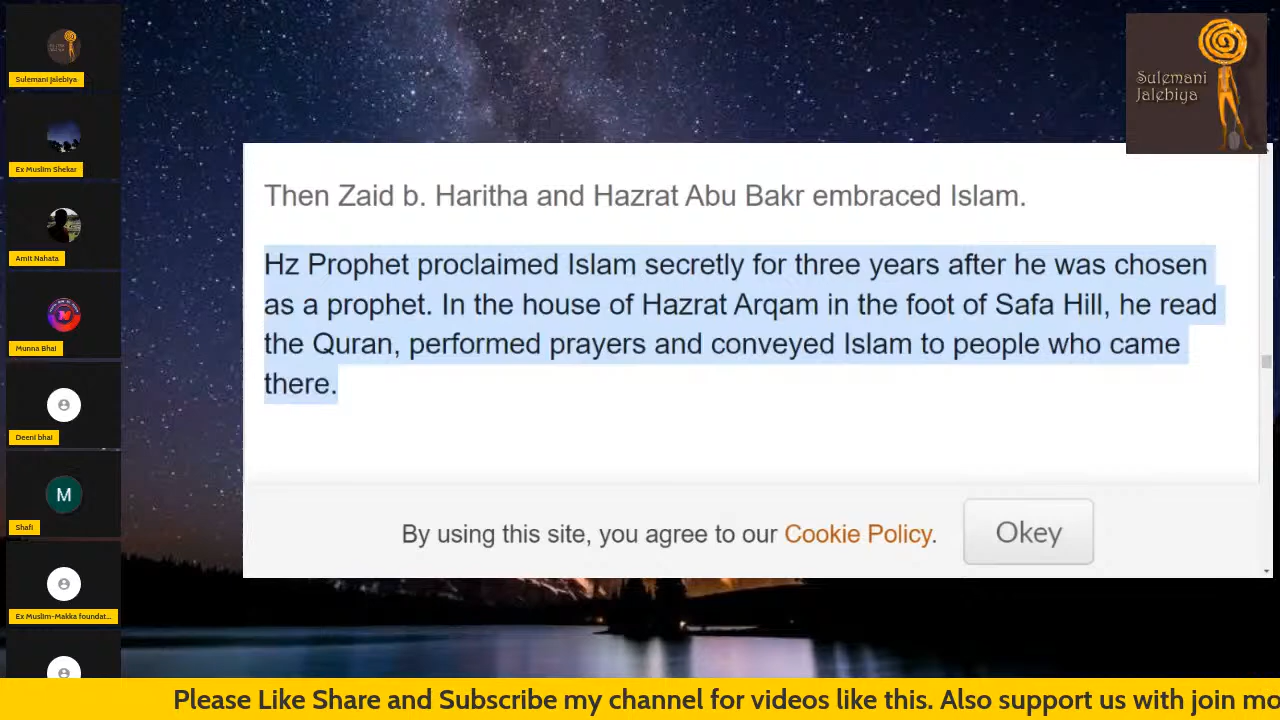 Sulemani Jalebiya
Ex Muslim Shekar
Amit Nahata
Munna Bhai
Deeni bhai
M
Shafi
Ex Muslim-Makka foundat...
Sulemani
Jalebiya
Then Zaid b. Haritha and Hazrat Abu Bakr embraced Islam.
Hz Prophet proclaimed Islam secretly for three years after he was chosen
as a prophet. In the house of Hazrat Arqam in the foot of Safa Hill, he read
the Quran, performed prayers and conveyed Islam to people who came
there.
By using this site, you agree to our Cookie Policy.
Okey
Please Like Share and Subscribe my channel for videos like this. Also support us with join mo